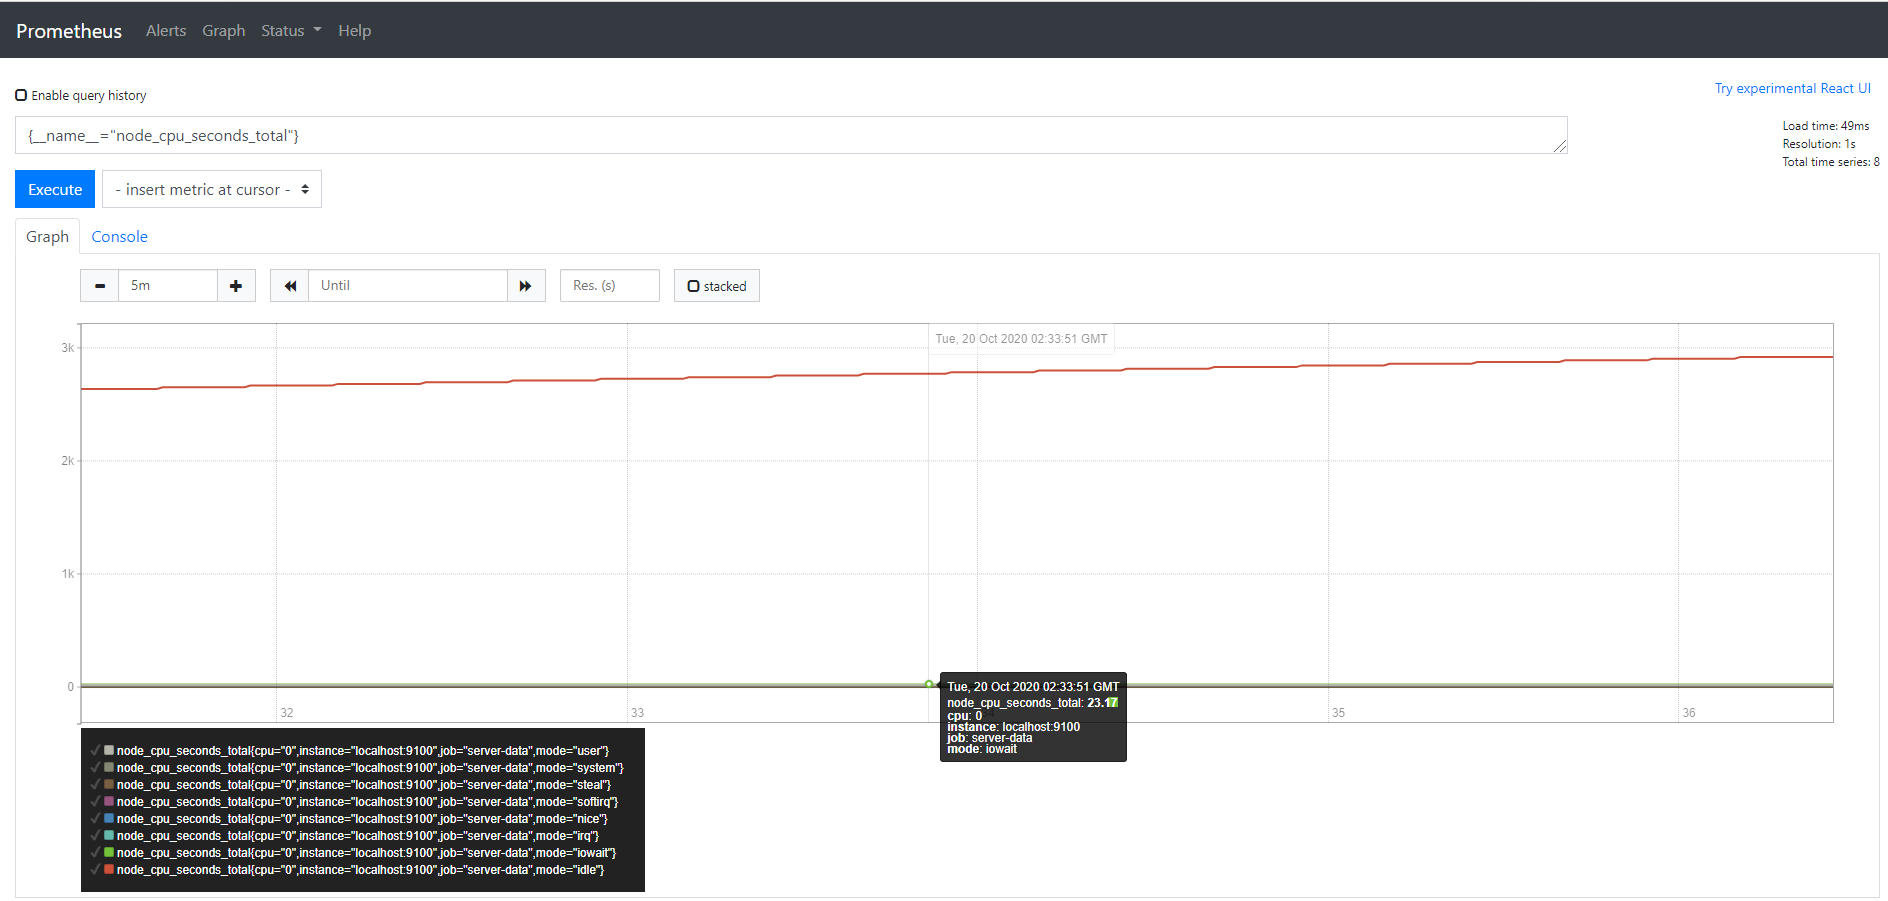 Prometheus Alerts Graph Status Help
Enable query history
Try experimental React UI
{__name__="node_cpu_seconds_total"}
Load time: 49ms
Resolution: 1s
Total time series: 8
Execute - insert metric at cursor -
Graph Console
5m Until Res. (s) stacked
Tue, 20 Oct 2020 02:33:51 GMT
3k
2k
1k
0
32 33 35 36
Tue, 20 Oct 2020 02:33:51 GMT
node_cpu_seconds_total: 23.17
cpu: 0
instance: localhost:9100
job: server-data
mode: iowait
node_cpu_seconds_total{cpu="0",instance="localhost:9100",job="server-data",mode="user"}
node_cpu_seconds_total{cpu="0",instance="localhost:9100",job="server-data",mode="system"}
node_cpu_seconds_total{cpu="0",instance="localhost:9100",job="server-data",mode="steal"}
node_cpu_seconds_total{cpu="0",instance="localhost:9100",job="server-data",mode="softirq"}
node_cpu_seconds_total{cpu="0",instance="localhost:9100",job="server-data",mode="nice"}
node_cpu_seconds_total{cpu="0",instance="localhost:9100",job="server-data",mode="irq"}
node_cpu_seconds_total{cpu="0",instance="localhost:9100",job="server-data",mode="iowait"}
node_cpu_seconds_total{cpu="0",instance="localhost:9100",job="server-data",mode="idle"}